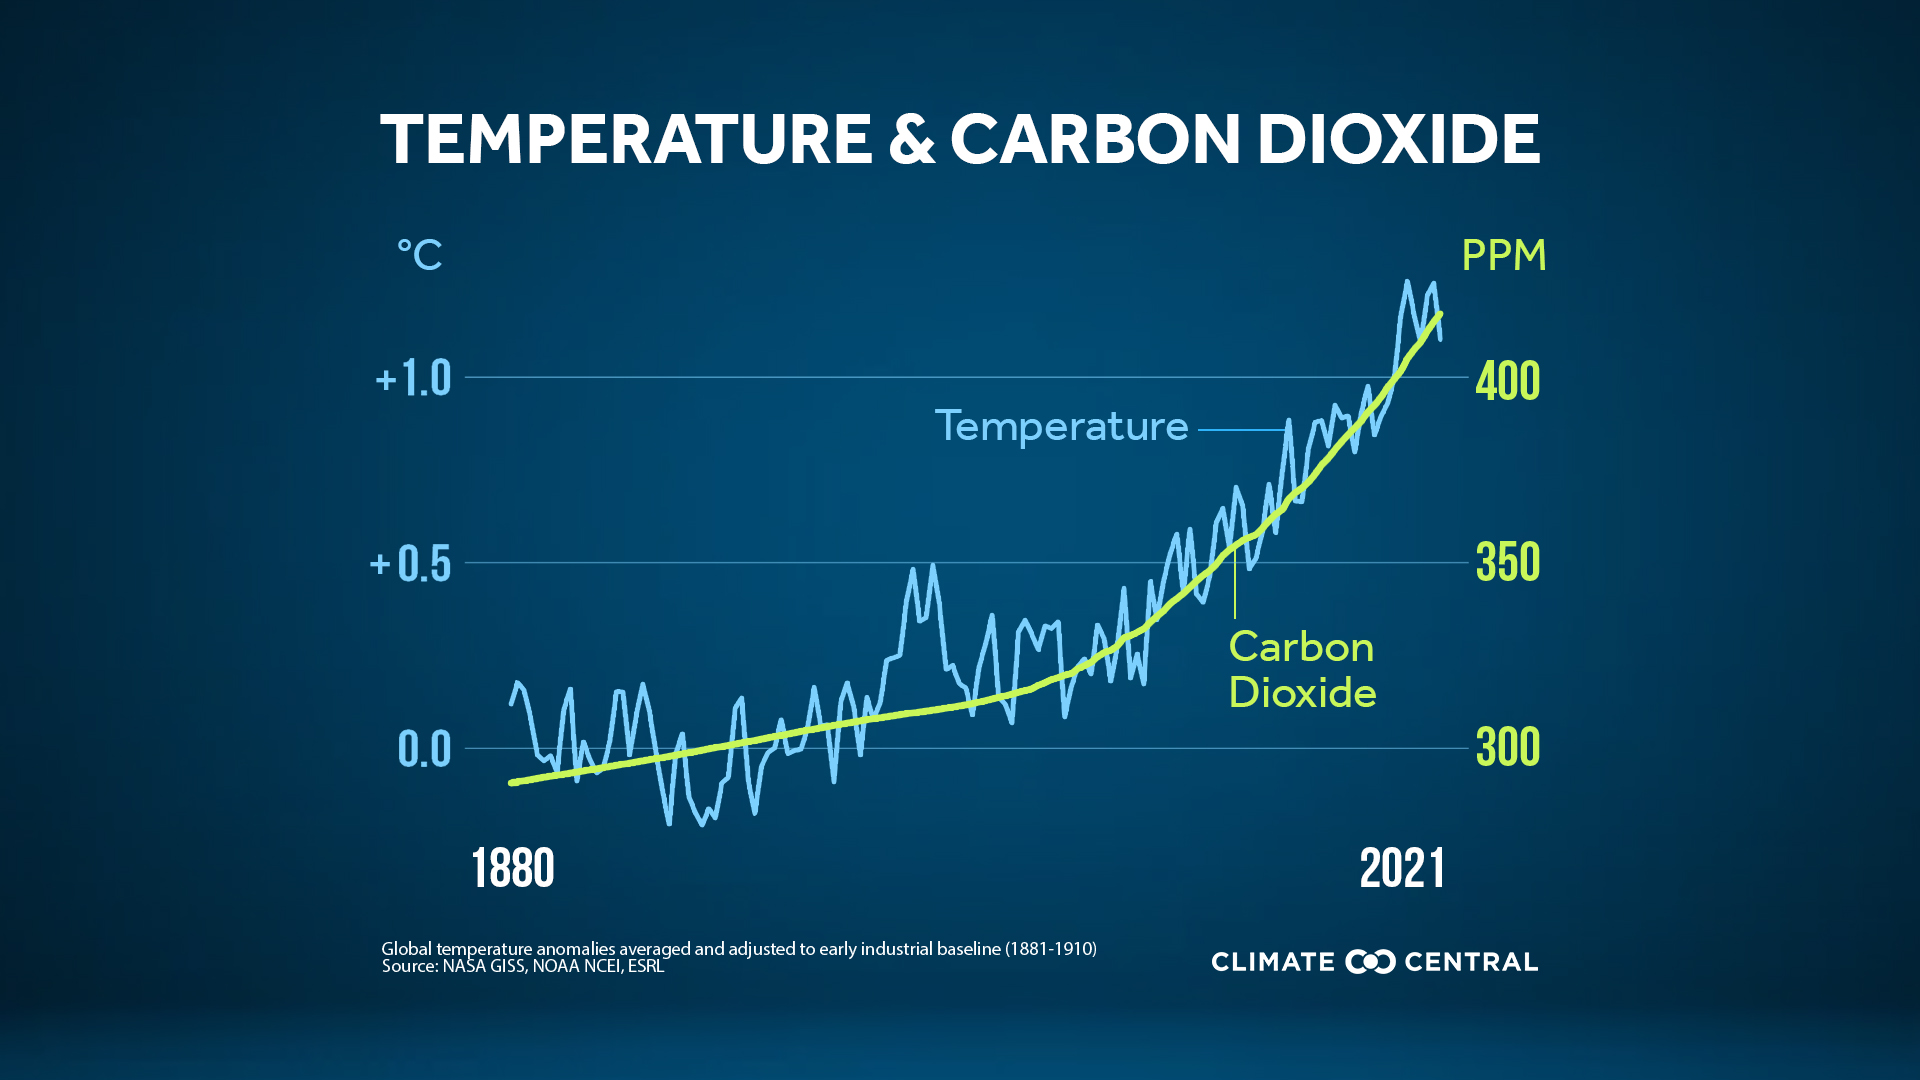 TEMPERATURE & CARBON DIOXIDE
°C
PPM
+1.0
400
Temperature
+0.5
350
Carbon
Dioxide
0.0
300
1880
2021
Global temperature anomalies averaged and adjusted to early industrial baseline (1881-1910)
Source: NASA GISS, NOAA NCEI, ESRL
CLIMATE CENTRAL